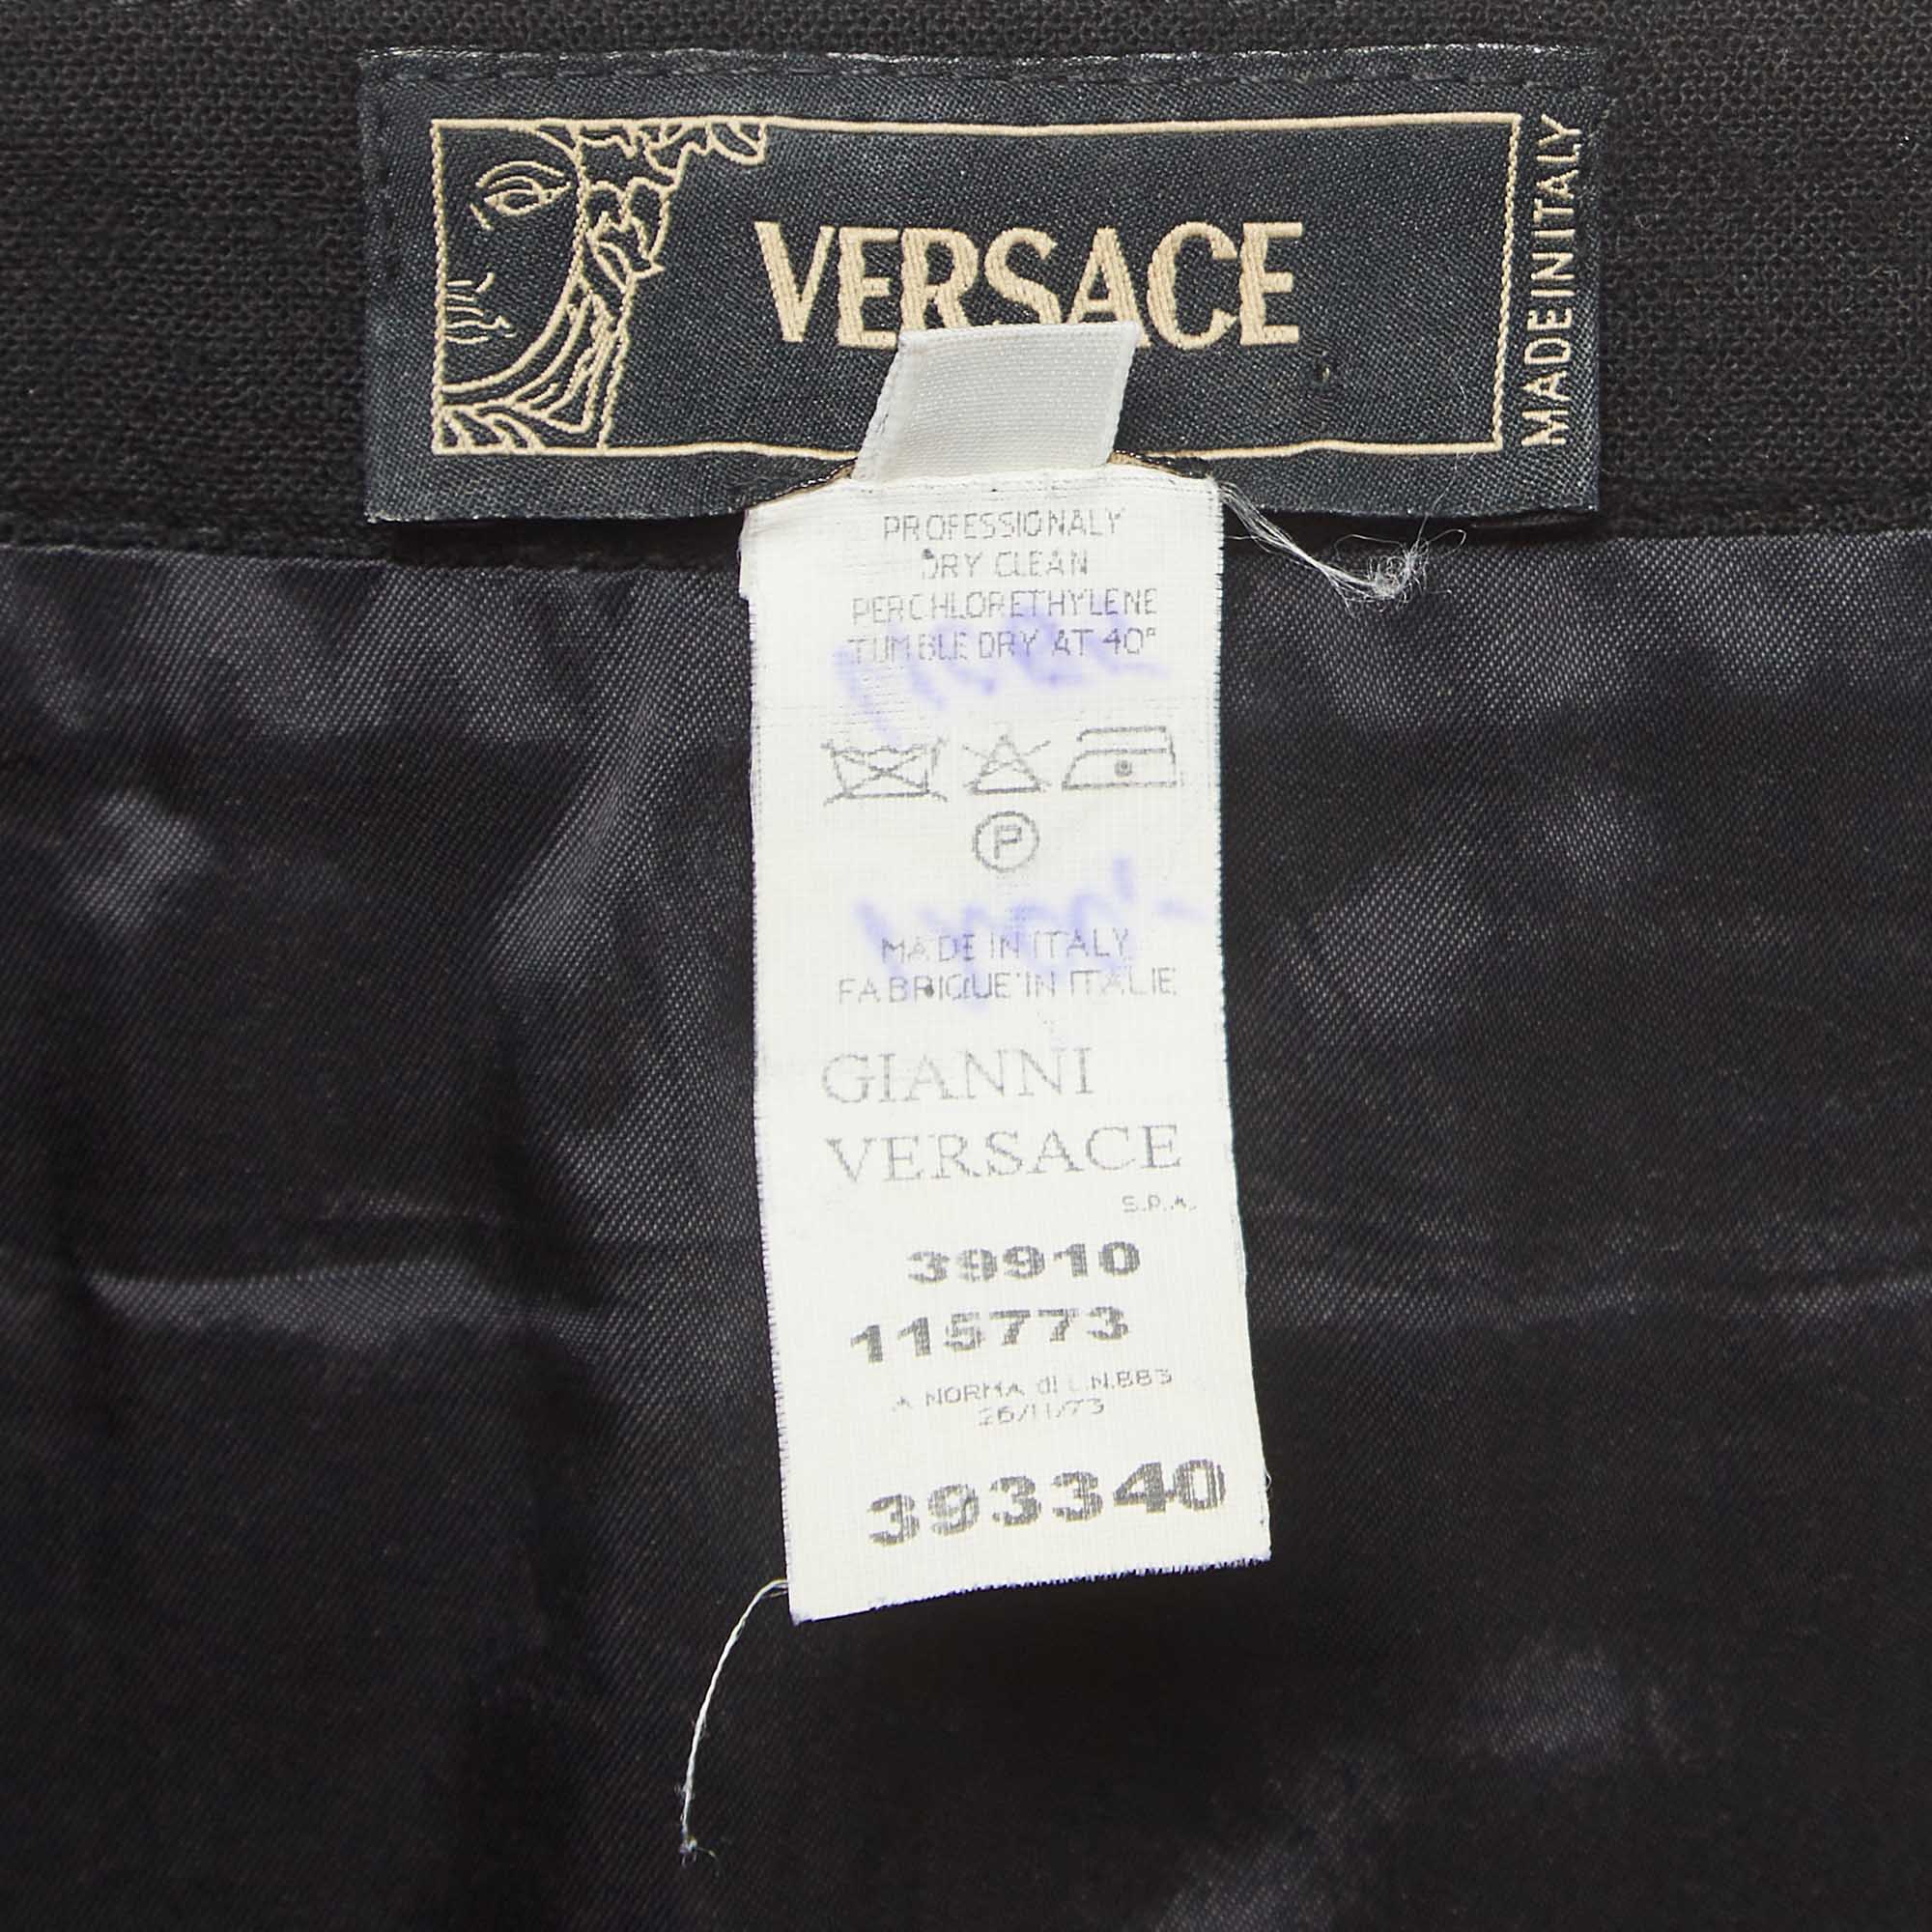 VERSACE
MADE IN ITALY
PROFESSIONALY
DRY CLEAN
PERCHLORETHYLENE
TUMBLE DRY AT 40°
P
MADE IN ITALY
FABRIQUE' IN ITALIE
GIANNI
VERSACE
S.P.A.
39910
115773
A NORMA di L.N.883
26/11/73
393340